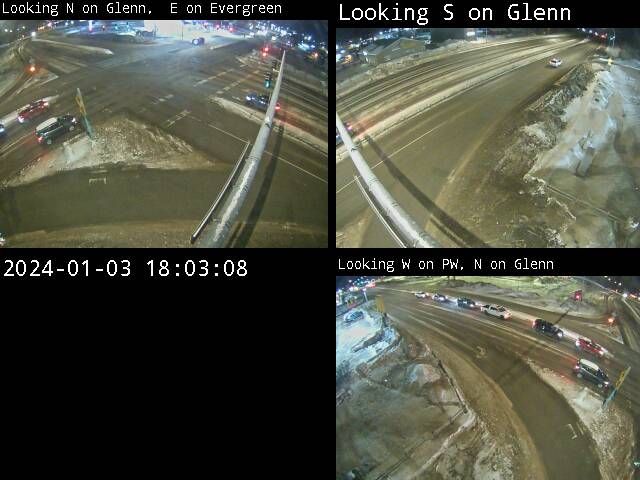 Looking N on Glenn, E on Evergreen
Looking S on Glenn
2024-01-03 18:03:08
Looking W on PW, N on Glenn